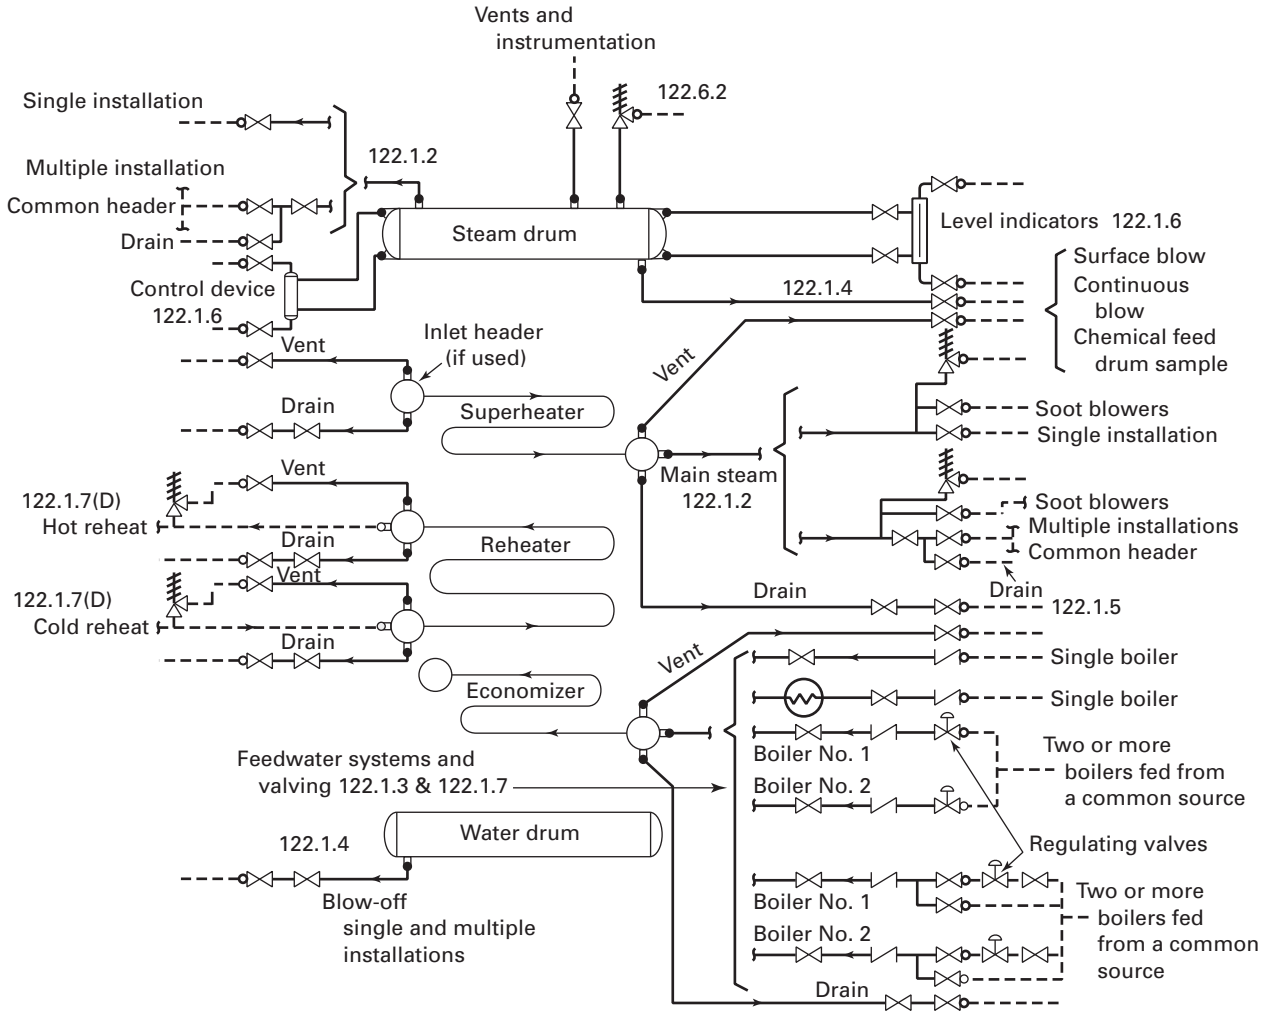 Vents and
instrumentation
Single installation
122.6.2
122.1.2
Multiple installation
Common header
Drain
Steam drum
Level indicators 122.1.6
Surface blow
Continuous
blow
Chemical feed
drum sample
122.1.4
Control device
122.1.6
Vent
Inlet header
(if used)
Vent
Drain
Superheater
Soot blowers
Single installation
Main steam
122.1.2
Vent
122.1.7(D)
Hot reheat
Drain
Reheater
Soot blowers
Multiple installations
Common header
Drain
Vent
122.1.7(D)
Cold reheat
Drain
Drain
122.1.5
Vent
Single boiler
Economizer
Single boiler
Boiler No. 1
Two or more
boilers fed from
a common source
Feedwater systems and
valving 122.1.3 & 122.1.7
Boiler No. 2
Water drum
122.1.4
Regulating valves
Blow-off
single and multiple
installations
Boiler No. 1
Two or more
boilers fed
from a common
source
Boiler No. 2
Drain